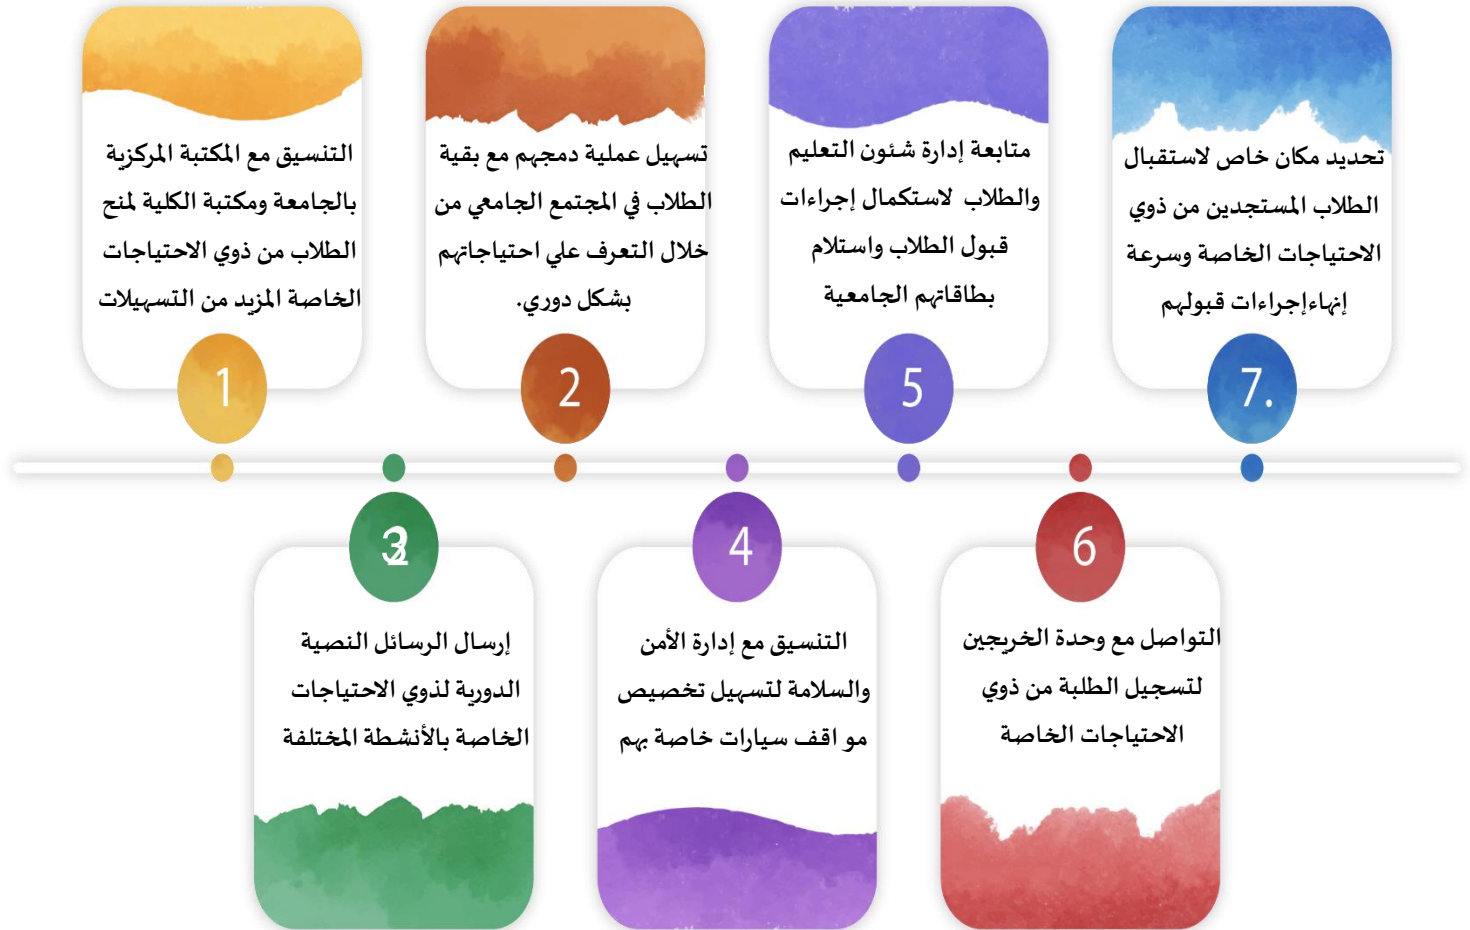 التنسيق مع المكتبة المركزية
بالجامعة ومكتبة الكلية لمنح
الطلاب من ذوي الاحتياجات
الخاصة المزيد من التسهيلات
1
تسهيل عملية دمجهم مع بقية
الطلاب في المجتمع الجامعي من
خلال التعرف علي احتياجاتهم
بشكل دوري.
2
متابعة إدارة شئون التعليم
والطلاب لاستكمال إجراءات
قبول الطلاب واستلام
بطاقاتهم الجامعية
5
تحديد مكان خاص لاستقبال
الطلاب المستجدين من ذوي
الاحتياجات الخاصة وسرعة
إنهاءإجراءات قبولهم
7.
3
إرسال الرسائل النصية
الدورية لذوي الاحتياجات
الخاصة بالأنشطة المختلفة
4
التنسيق مع إدارة الأمن
والسلامة لتسهيل تخصيص
مو اقف سيارات خاصة بهم
6
التواصل مع وحدة الخريجين
لتسجيل الطلبة من ذوي
الاحتياجات الخاصة